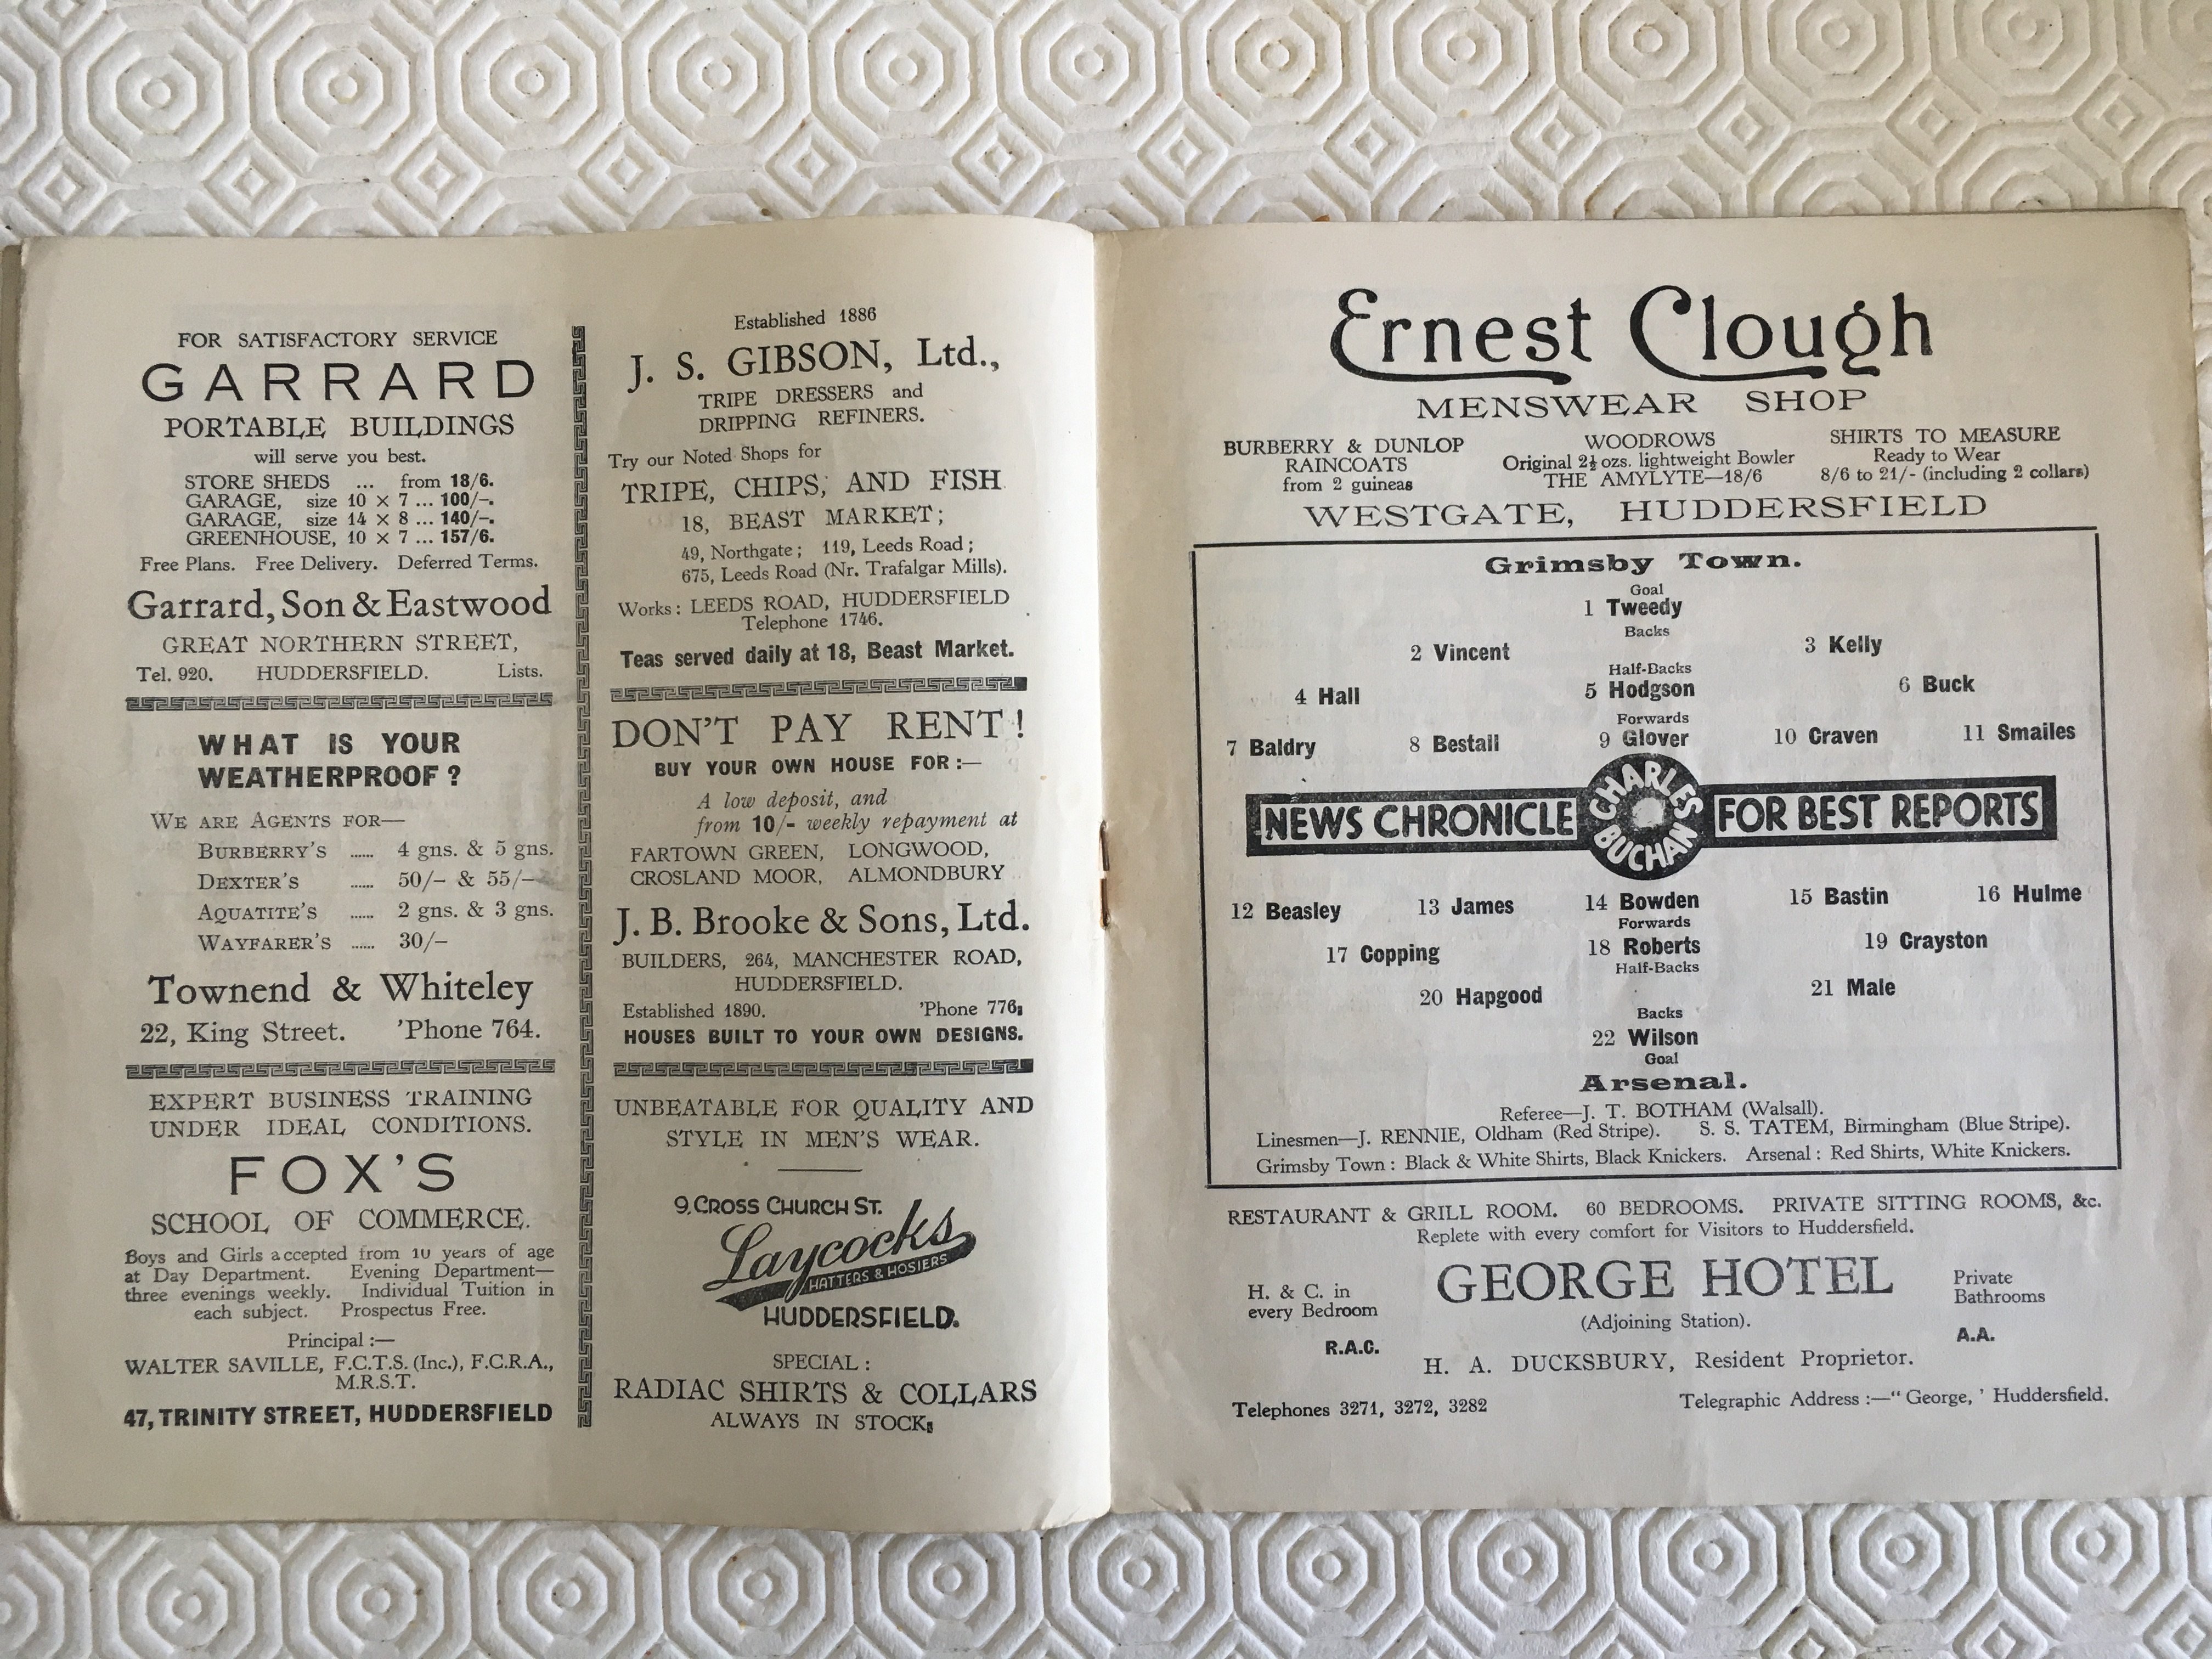 FOR SATISFACTORY SERVICE
GARRARD
PORTABLE BUILDINGS
will serve you best.
STORE SHEDS ... from 18/6.
GARAGE, size 10 × 7 ... 100/-.
GARAGE, size 14 × 8 ... 140/-.
GREENHOUSE, 10 × 7 ... 157/6.
Free Plans. Free Delivery. Deferred Terms.
Garrard, Son & Eastwood
GREAT NORTHERN STREET,
Tel. 920. HUDDERSFIELD. Lists.
WHAT IS YOUR
WEATHERPROOF ?
WE ARE AGENTS FOR—
BURBERRY'S ...... 4 gns. & 5 gns.
DEXTER'S ...... 50/- & 55/-
AQUATITE'S ...... 2 gns. & 3 gns.
WAYFARER'S ...... 30/-
Townend & Whiteley
22, King Street. 'Phone 764.
EXPERT BUSINESS TRAINING
UNDER IDEAL CONDITIONS.
FOX'S
SCHOOL OF COMMERCE.
Boys and Girls accepted from 10 years of age
at Day Department. Evening Department—
three evenings weekly. Individual Tuition in
each subject. Prospectus Free.
Principal :—
WALTER SAVILLE, F.C.T.S. (Inc.), F.C.R.A.,
M.R.S.T.
47, TRINITY STREET, HUDDERSFIELD
Established 1886
J. S. GIBSON, Ltd.,
TRIPE DRESSERS and
DRIPPING REFINERS.
Try our Noted Shops for
TRIPE, CHIPS, AND FISH
18, BEAST MARKET;
49, Northgate ; 119, Leeds Road ;
675, Leeds Road (Nr. Trafalgar Mills).
Works : LEEDS ROAD, HUDDERSFIELD
Telephone 1746.
Teas served daily at 18, Beast Market.
DON'T PAY RENT !
BUY YOUR OWN HOUSE FOR :—
A low deposit, and
from 10/- weekly repayment at
FARTOWN GREEN, LONGWOOD,
CROSLAND MOOR, ALMONDBURY
J. B. Brooke & Sons, Ltd.
BUILDERS, 264, MANCHESTER ROAD,
HUDDERSFIELD.
Established 1890. 'Phone 776.
HOUSES BUILT TO YOUR OWN DESIGNS.
UNBEATABLE FOR QUALITY AND
STYLE IN MEN'S WEAR.
9, CROSS CHURCH ST.
Laycocks
HATTERS & HOSIERS
HUDDERSFIELD.
SPECIAL :
RADIAC SHIRTS & COLLARS
ALWAYS IN STOCK.
Ernest Clough
MENSWEAR SHOP
BURBERRY & DUNLOP
RAINCOATS
from 2 guineas
WOODROWS
Original 2½ ozs. lightweight Bowler
THE AMYLYTE—18/6
SHIRTS TO MEASURE
Ready to Wear
8/6 to 21/- (including 2 collars)
WESTGATE, HUDDERSFIELD
Grimsby Town.
Goal
1 Tweedy
Backs
2 Vincent 3 Kelly
Half-Backs
4 Hall 5 Hodgson 6 Buck
Forwards
7 Baldry 8 Bestall 9 Glover 10 Craven 11 Smailes
NEWS CHRONICLE CHARLES BUCHAN FOR BEST REPORTS
12 Beasley 13 James 14 Bowden 15 Bastin 16 Hulme
Forwards
17 Copping 18 Roberts 19 Crayston
Half-Backs
20 Hapgood 21 Male
Backs
22 Wilson
Goal
Arsenal.
Referee—J. T. BOTHAM (Walsall).
Linesmen—J. RENNIE, Oldham (Red Stripe). S. S. TATEM, Birmingham (Blue Stripe).
Grimsby Town : Black & White Shirts, Black Knickers. Arsenal : Red Shirts, White Knickers.
RESTAURANT & GRILL ROOM. 60 BEDROOMS. PRIVATE SITTING ROOMS, &c.
Replete with every comfort for Visitors to Huddersfield.
H. & C. in
every Bedroom
R.A.C.
GEORGE HOTEL
(Adjoining Station).
Private
Bathrooms
A.A.
H. A. DUCKSBURY, Resident Proprietor.
Telephones 3271, 3272, 3282 Telegraphic Address :—" George, ' Huddersfield.